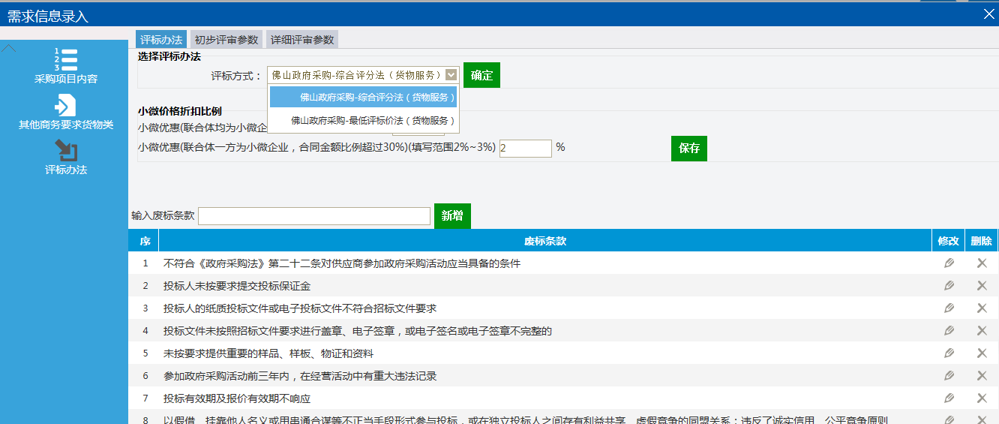 需求信息录入
采购项目内容
其他商务要求货物类
评标办法
评标办法 初步评审参数 详细评审参数
选择评标办法
评标方式： 佛山政府采购-综合评分法（货物服务） 确定
佛山政府采购-综合评分法（货物服务）
佛山政府采购-最低评标价法（货物服务）
小微价格折扣比例
小微优惠(联合体均为小微企
小微优惠(联合体一方为小微企业，合同金额比例超过30%)(填写范围2%~3%) 2 % 保存
输入废标条款 新增
序 废标条款 修改 删除
1 不符合《政府采购法》第二十二条对供应商参加政府采购活动应当具备的条件
2 投标人未按要求提交投标保证金
3 投标人的纸质投标文件或电子投标文件不符合招标文件要求
4 投标文件未按照招标文件要求进行盖章、电子签章，或电子签名或电子签章不完整的
5 未按要求提供重要的样品、样板、物证和资料
6 参加政府采购活动前三年内，在经营活动中有重大违法记录
7 投标有效期及报价有效期不响应
8 以假借、挂靠他人名义或用串通合谋等不正当手段形式参与投标，或在独立投标人之间存有利益共享、虚假竞争的同盟关系；违反了诚实信用、公平竞争原则